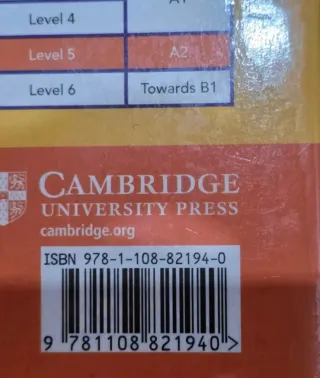 A1
Level 4
Level 5 A2
Level 6 Towards B1
CAMBRIDGE
UNIVERSITY PRESS
cambridge.org
ISBN 978-1-108-82194-0
9 781108 821940 >